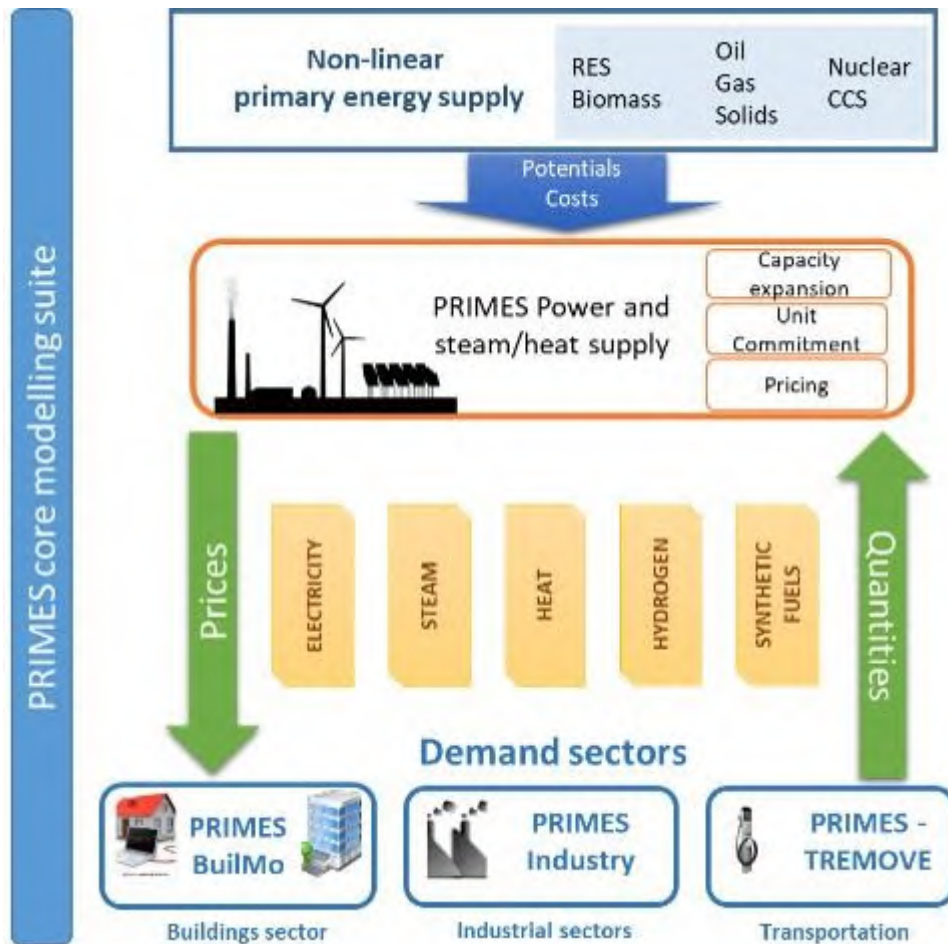 PRIMES core modelling suite
Non-linear
primary energy supply
RES
Biomass
Oil
Gas
Solids
Nuclear
CCS
Potentials
Costs
PRIMES Power and
steam/heat supply
Capacity
expansion
Unit
Commitment
Pricing
Prices
ELECTRICITY
STEAM
HEAT
HYDROGEN
SYNTHETIC
FUELS
Quantities
Demand sectors
PRIMES
BuilMo
PRIMES
Industry
PRIMES -
TREMOVE
Buildings sector
Industrial sectors
Transportation